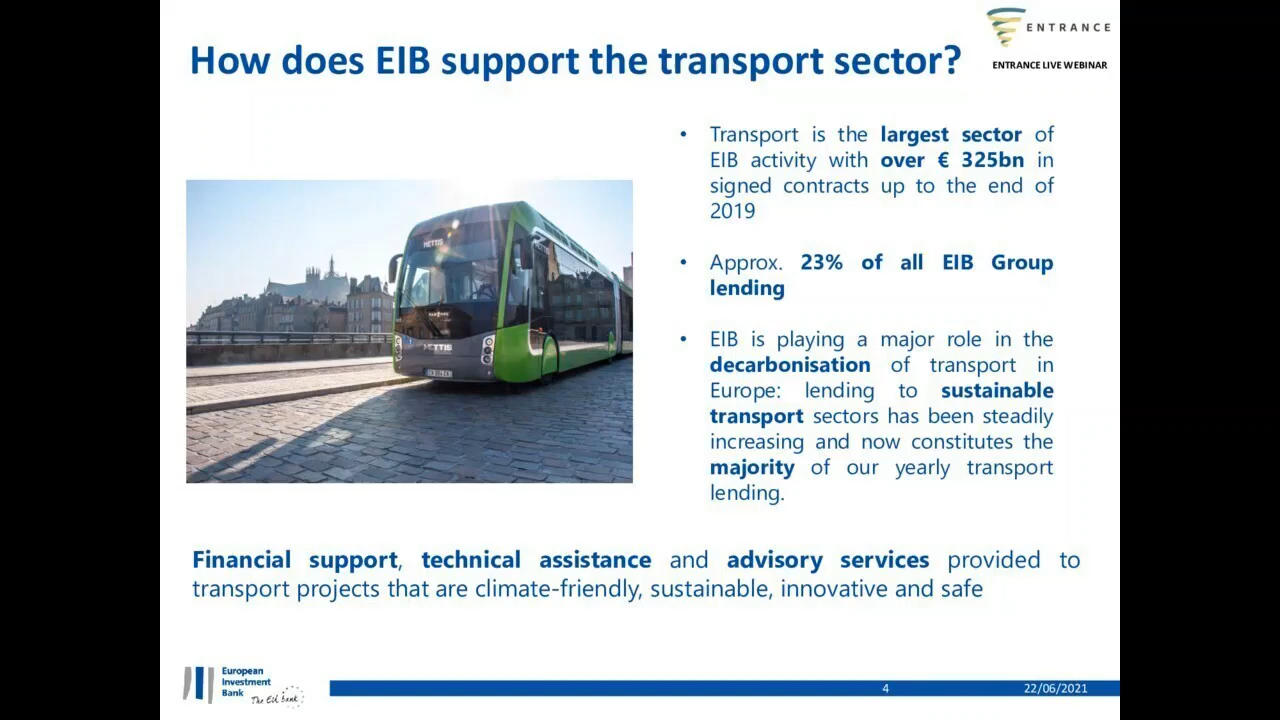 ENTRANCE
ENTRANCE LIVE WEBINAR
How does EIB support the transport sector?
• Transport is the largest sector of
EIB activity with over € 325bn in
signed contracts up to the end of
2019
• Approx. 23% of all EIB Group
lending
• EIB is playing a major role in the
decarbonisation of transport in
Europe: lending to sustainable
transport sectors has been steadily
increasing and now constitutes the
majority of our yearly transport
lending.
METTIS
METTIS
Financial support, technical assistance and advisory services provided to
transport projects that are climate-friendly, sustainable, innovative and safe
European
Investment
Bank
The EU bank
4
22/06/2021